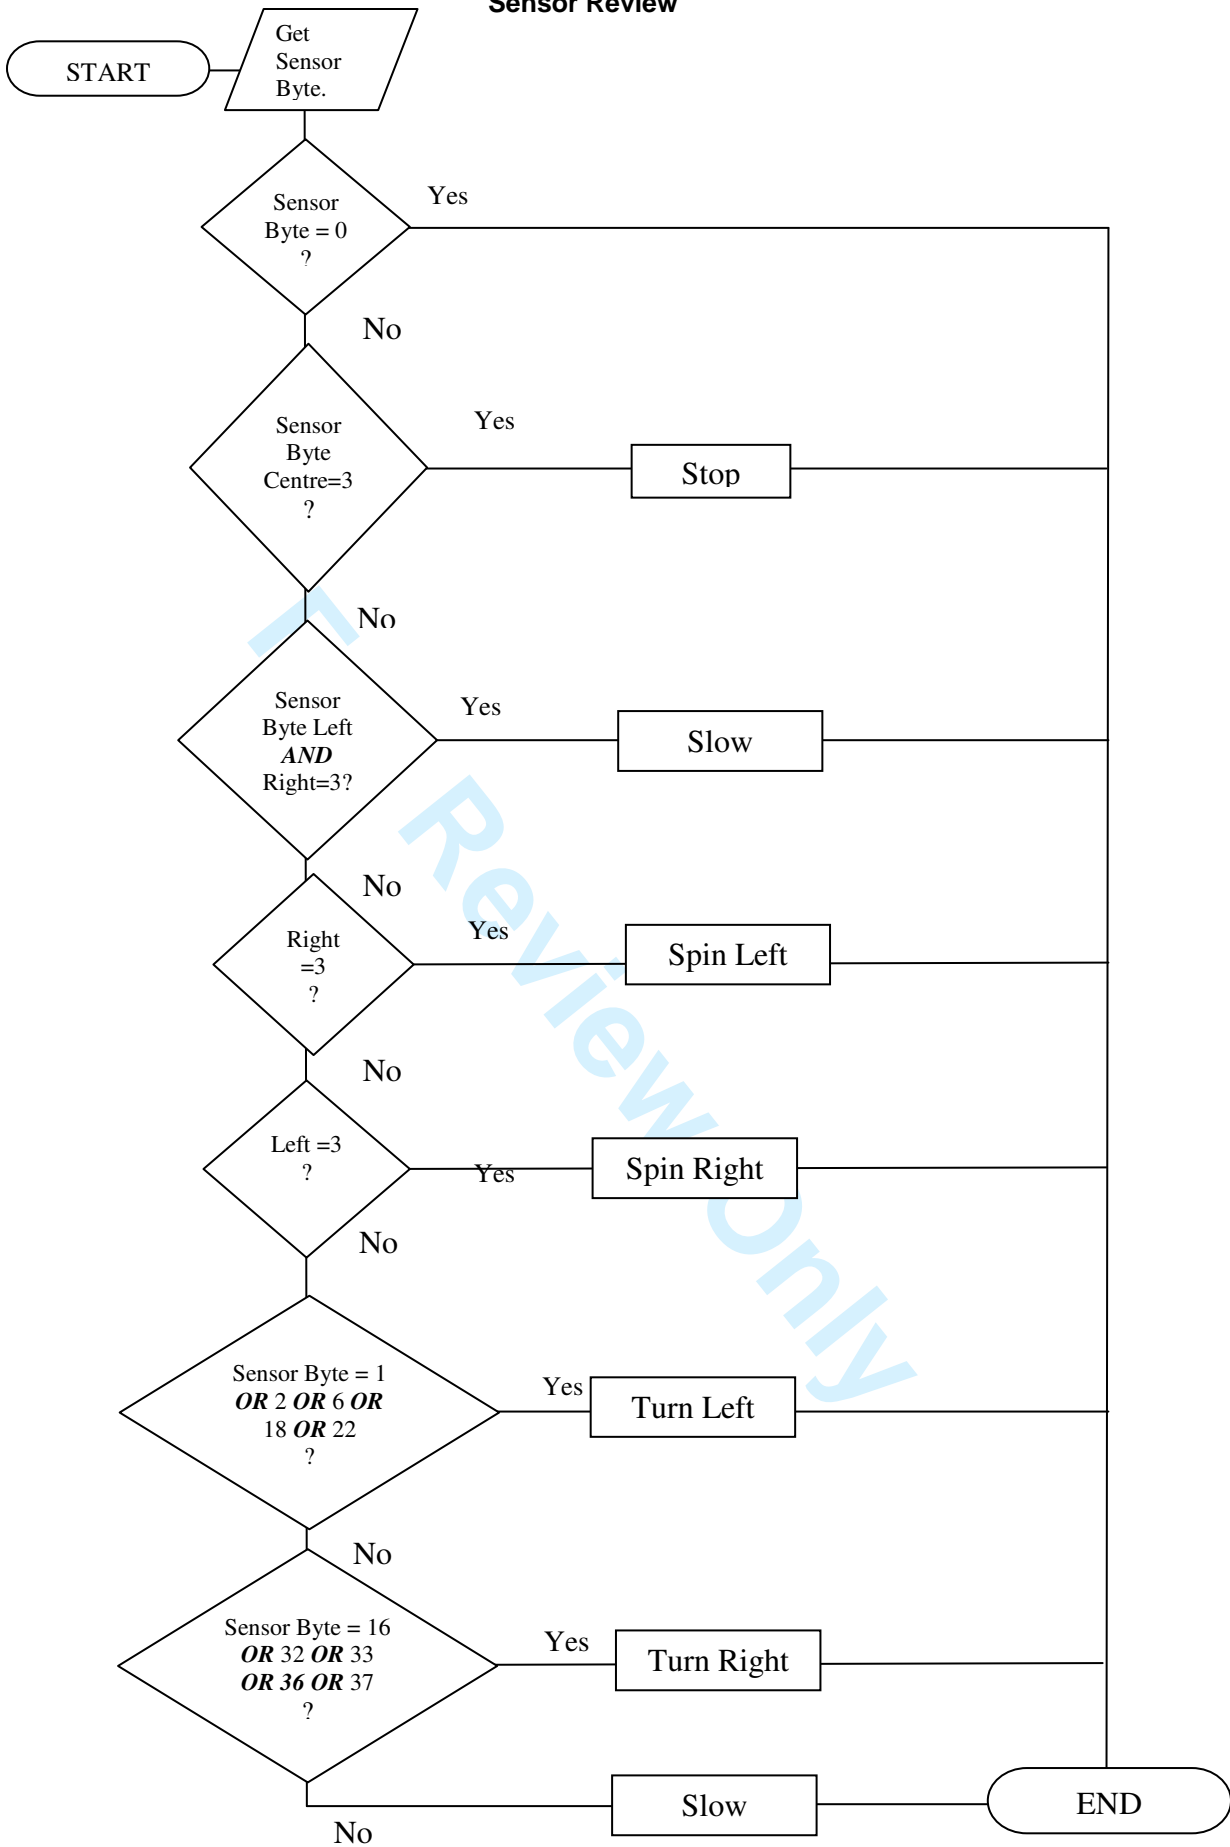 Sensor Review
START
Get
Sensor
Byte.
Sensor
Byte = 0
?
Yes
No
Sensor
Byte
Centre=3
?
Yes
Stop
No
Sensor
Byte Left
AND
Right=3?
Yes
Slow
No
Right
=3
?
Yes
Spin Left
No
Left =3
?
Yes
Spin Right
No
Sensor Byte = 1
OR 2 OR 6 OR
18 OR 22
?
Yes
Turn Left
No
Sensor Byte = 16
OR 32 OR 33
OR 36 OR 37
?
Yes
Turn Right
No
Slow
END
Review Only